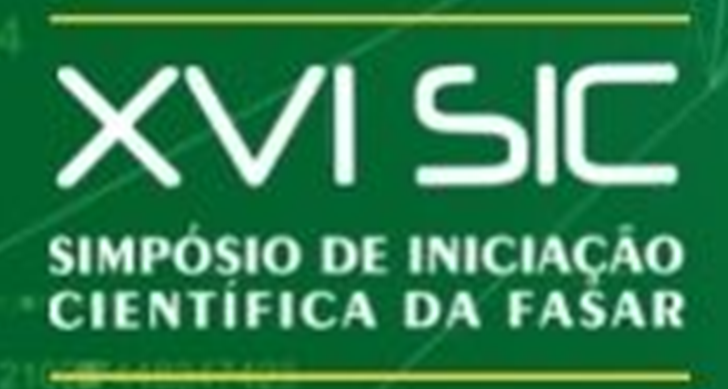 XVI SIC
SIMPÓSIO DE INICIAÇÃO
CIENTÍFICA DA FASAR